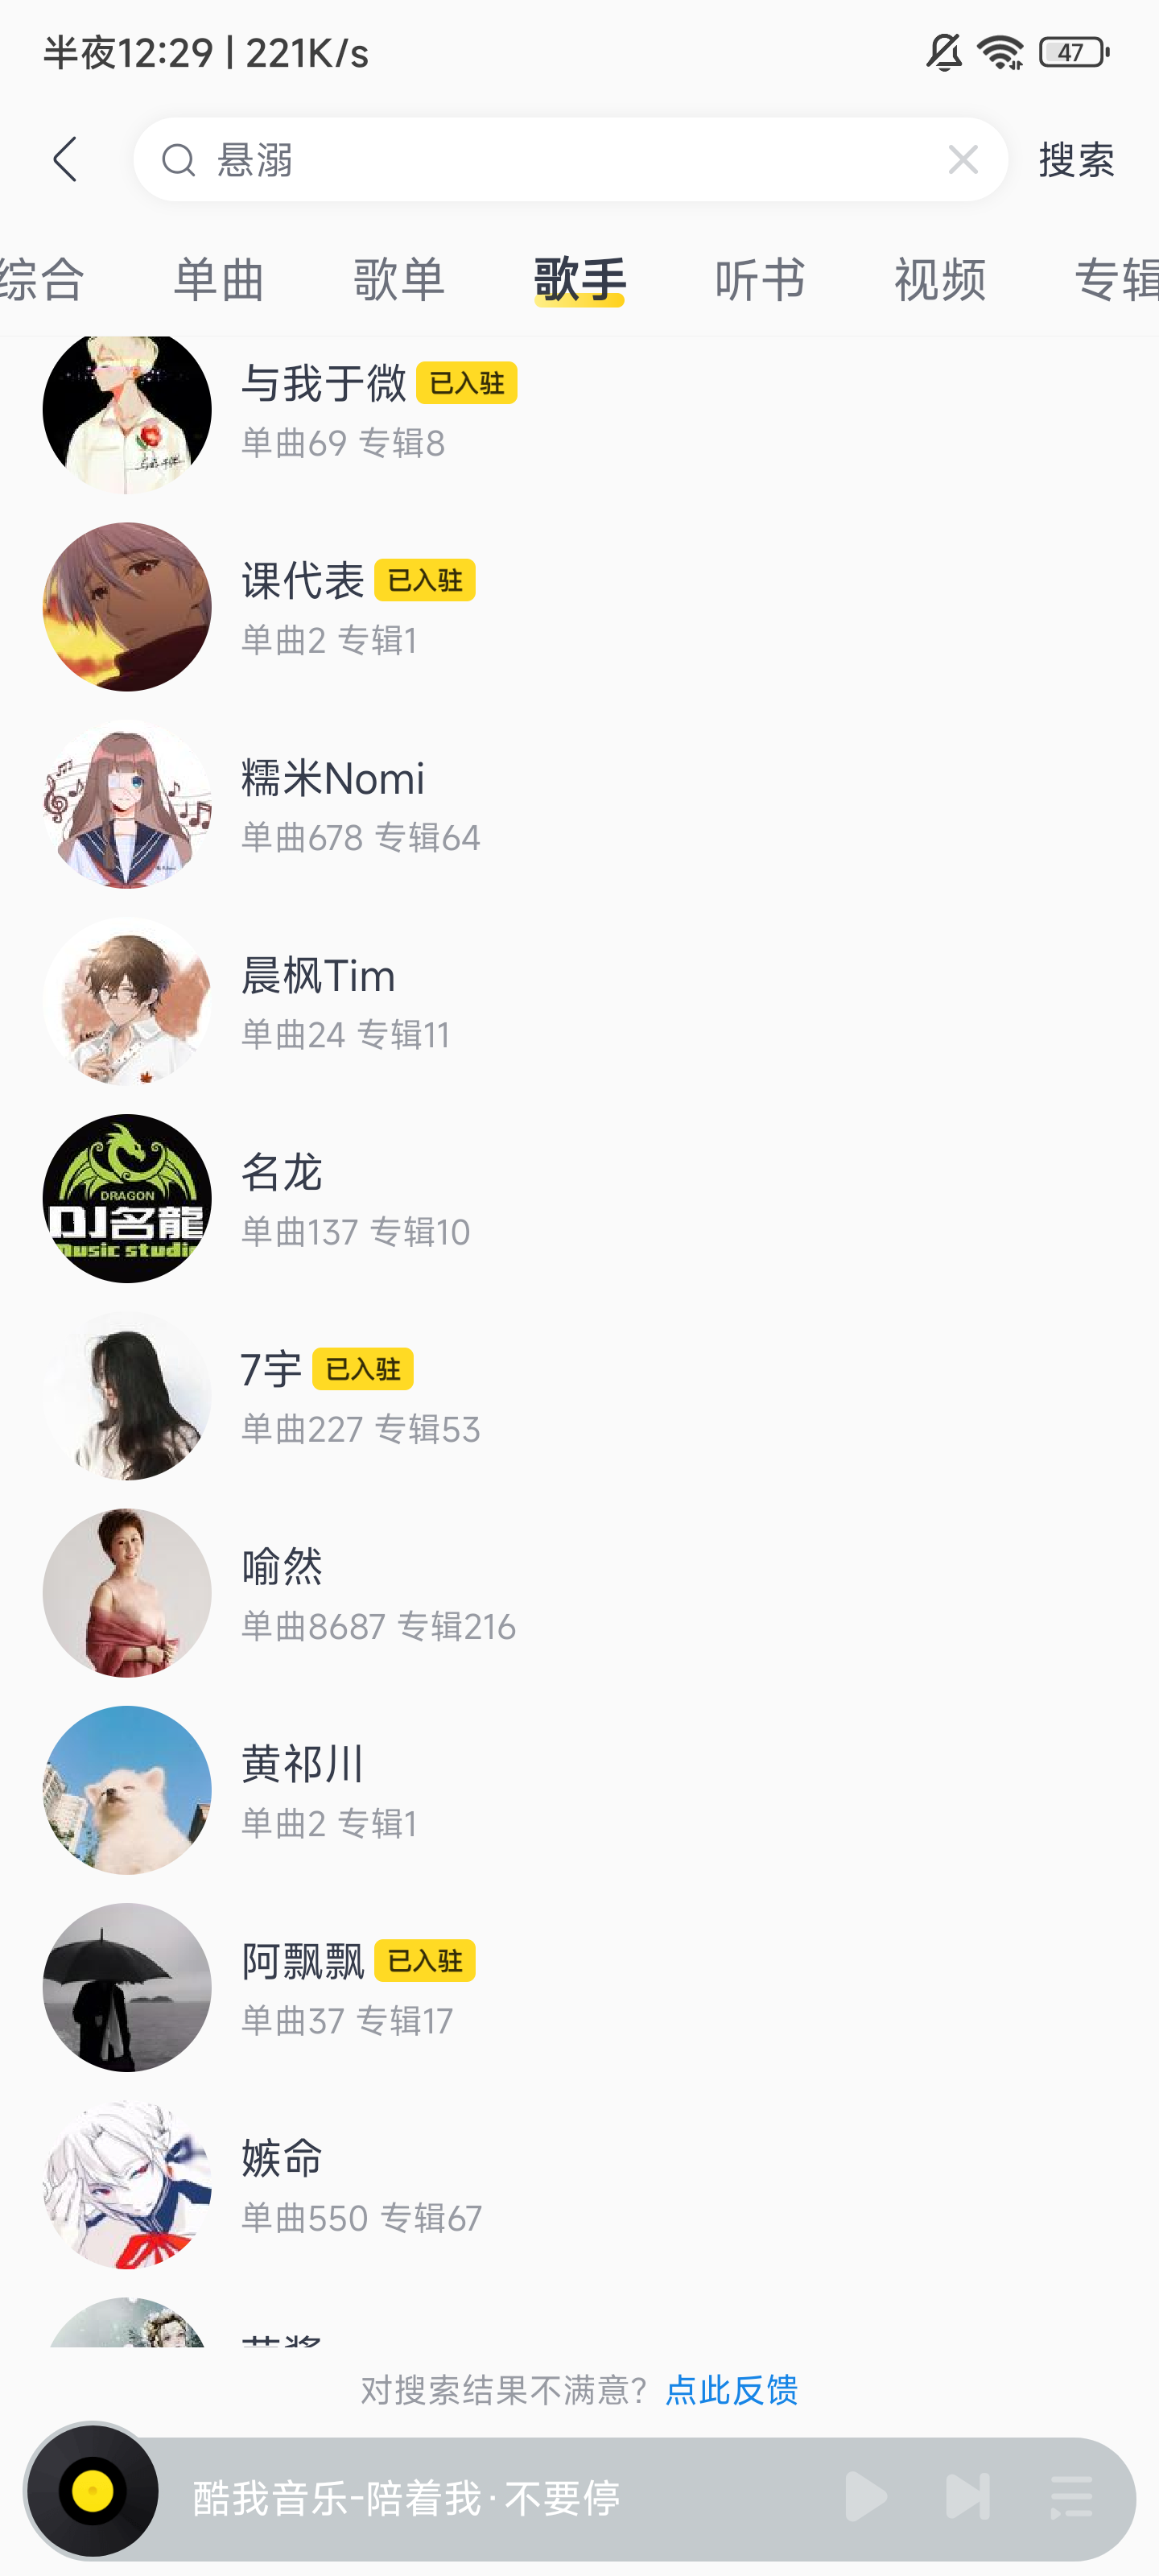 半夜12:29 | 221K/s
47
悬溺
搜索
综合 单曲 歌单 歌手 听书 视频 专辑
与我于微 已入驻
单曲69 专辑8
课代表 已入驻
单曲2 专辑1
糯米Nomi
单曲678 专辑64
晨枫Tim
单曲24 专辑11
DRAGON
DJ名龍
Music studio
名龙
单曲137 专辑10
7宇 已入驻
单曲227 专辑53
喻然
单曲8687 专辑216
黄祁川
单曲2 专辑1
阿飘飘 已入驻
单曲37 专辑17
嫉命
单曲550 专辑67
对搜索结果不满意？点此反馈
酷我音乐-陪着我·不要停